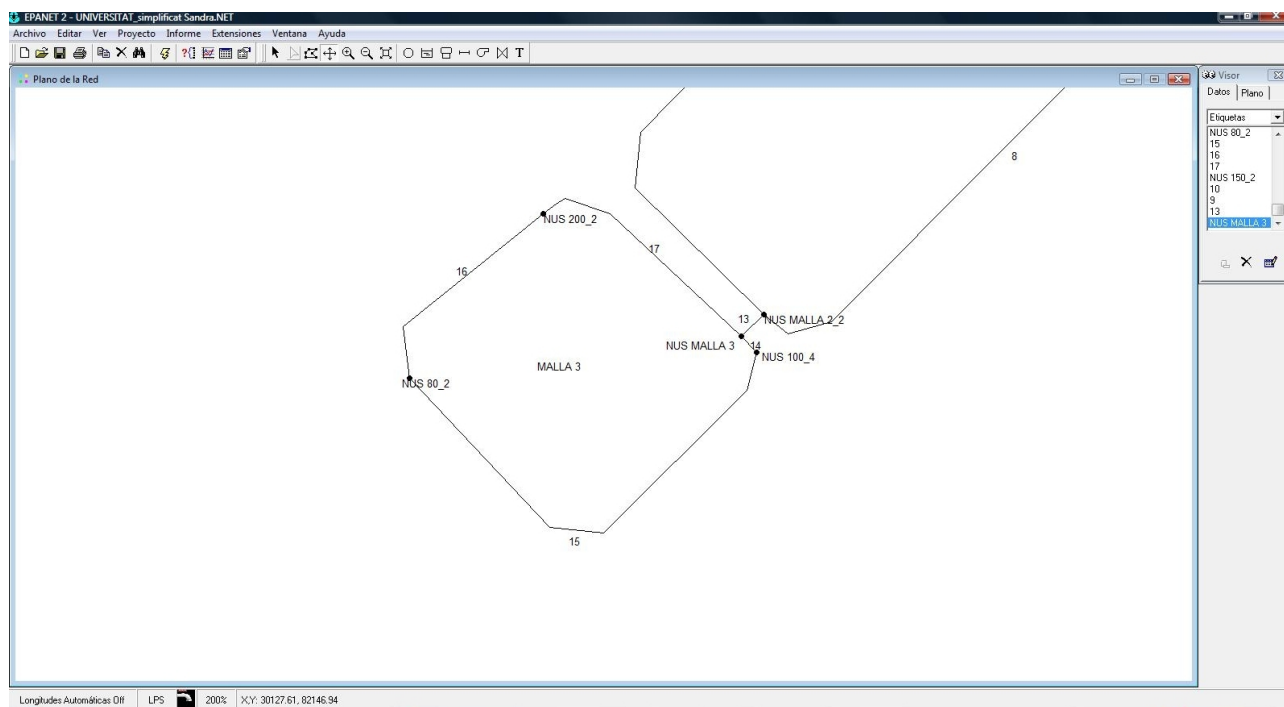 EPANET 2 - UNIVERSITAT_simplificat Sandra.NET
Archivo Editar Ver Proyecto Informe Extensiones Ventana Ayuda
T
Plano de la Red
8
NUS 200_2
17
16
13
NUS MALLA 2_2
NUS MALLA 3
14
NUS 100_4
MALLA 3
NUS 80_2
15
Visor
Datos Plano
Etiquetas
NUS 80_2
15
16
17
NUS 150_2
10
9
13
NUS MALLA 3
Longitudes Automáticas Off LPS 200% X,Y: 30127.61, 82146.94